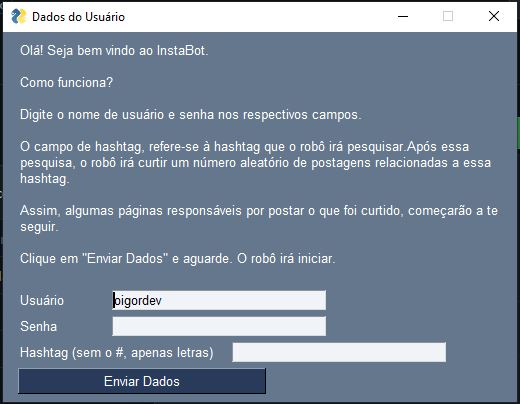 Dados do Usuário
Olá! Seja bem vindo ao InstaBot.
Como funciona?
Digite o nome de usuário e senha nos respectivos campos.
O campo de hashtag, refere-se à hashtag que o robô irá pesquisar.Após essa
pesquisa, o robô irá curtir um número aleatório de postagens relacionadas a essa
hashtag.
Assim, algumas páginas responsáveis por postar o que foi curtido, começarão a te
seguir.
Clique em "Enviar Dados" e aguarde. O robô irá iniciar.
Usuário oigordev
Senha
Hashtag (sem o #, apenas letras)
Enviar Dados